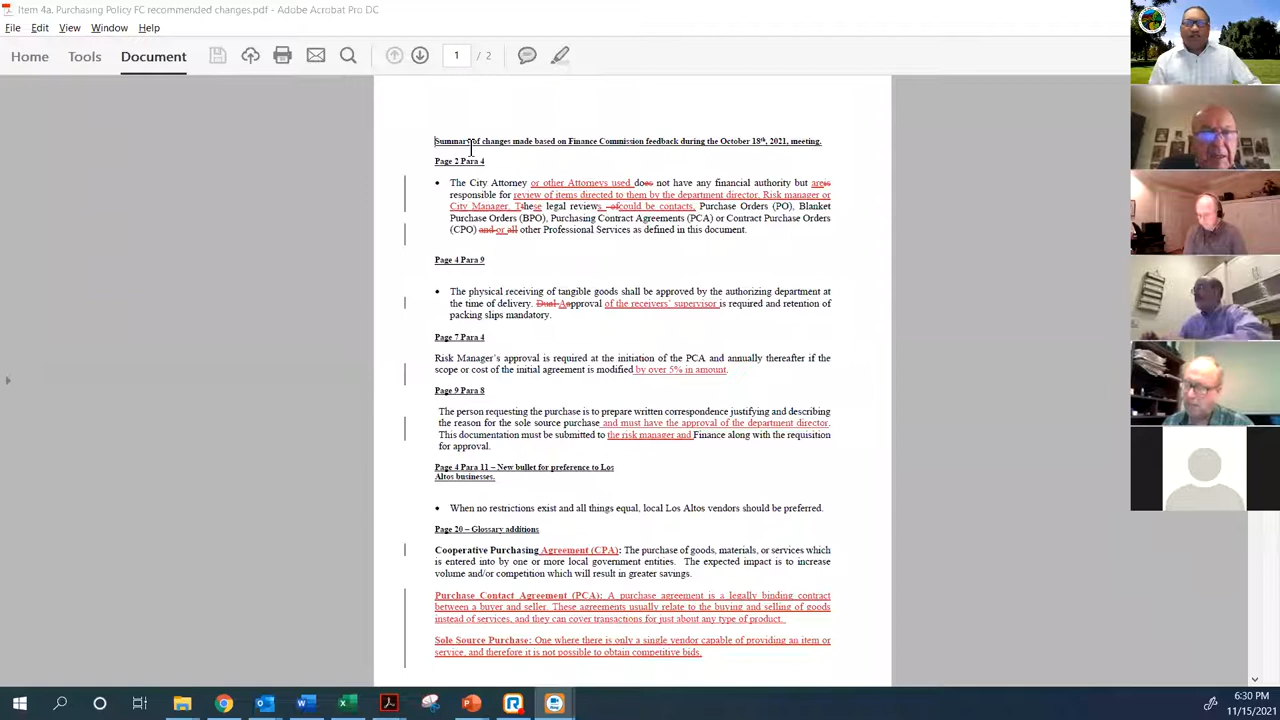 Item 4a. Purchasing Policy FC recommended changes.pdf - Adobe Acrobat Pro DC
File Edit View Window Help
Home Tools Document 1 / 2
Summary of changes made based on Finance Commission feedback during the October 18th, 2021, meeting.
Page 2 Para 4
• The City Attorney or other Attorneys used does not have any financial authority but areis
responsible for review of items directed to them by the department director, Risk manager or
City Manager. Tthese legal reviews ofcould be contacts, Purchase Orders (PO), Blanket
Purchase Orders (BPO), Purchasing Contract Agreements (PCA) or Contract Purchase Orders
(CPO) and or all other Professional Services as defined in this document.
Page 4 Para 9
• The physical receiving of tangible goods shall be approved by the authorizing department at
the time of delivery. Dual Aapproval of the receivers' supervisor is required and retention of
packing slips mandatory.
Page 7 Para 4
Risk Manager's approval is required at the initiation of the PCA and annually thereafter if the
scope or cost of the initial agreement is modified by over 5% in amount.
Page 9 Para 8
The person requesting the purchase is to prepare written correspondence justifying and describing
the reason for the sole source purchase and must have the approval of the department director.
This documentation must be submitted to the risk manager and Finance along with the requisition
for approval.
Page 4 Para 11 – New bullet for preference to Los
Altos businesses.
• When no restrictions exist and all things equal, local Los Altos vendors should be preferred.
Page 20 – Glossary additions
Cooperative Purchasing Agreement (CPA): The purchase of goods, materials, or services which
is entered into by one or more local government entities. The expected impact is to increase
volume and/or competition which will result in greater savings.
Purchase Contact Agreement (PCA): A purchase agreement is a legally binding contract
between a buyer and seller. These agreements usually relate to the buying and selling of goods
instead of services, and they can cover transactions for just about any type of product.
Sole Source Purchase: One where there is only a single vendor capable of providing an item or
service, and therefore it is not possible to obtain competitive bids.
6:30 PM
11/15/2021